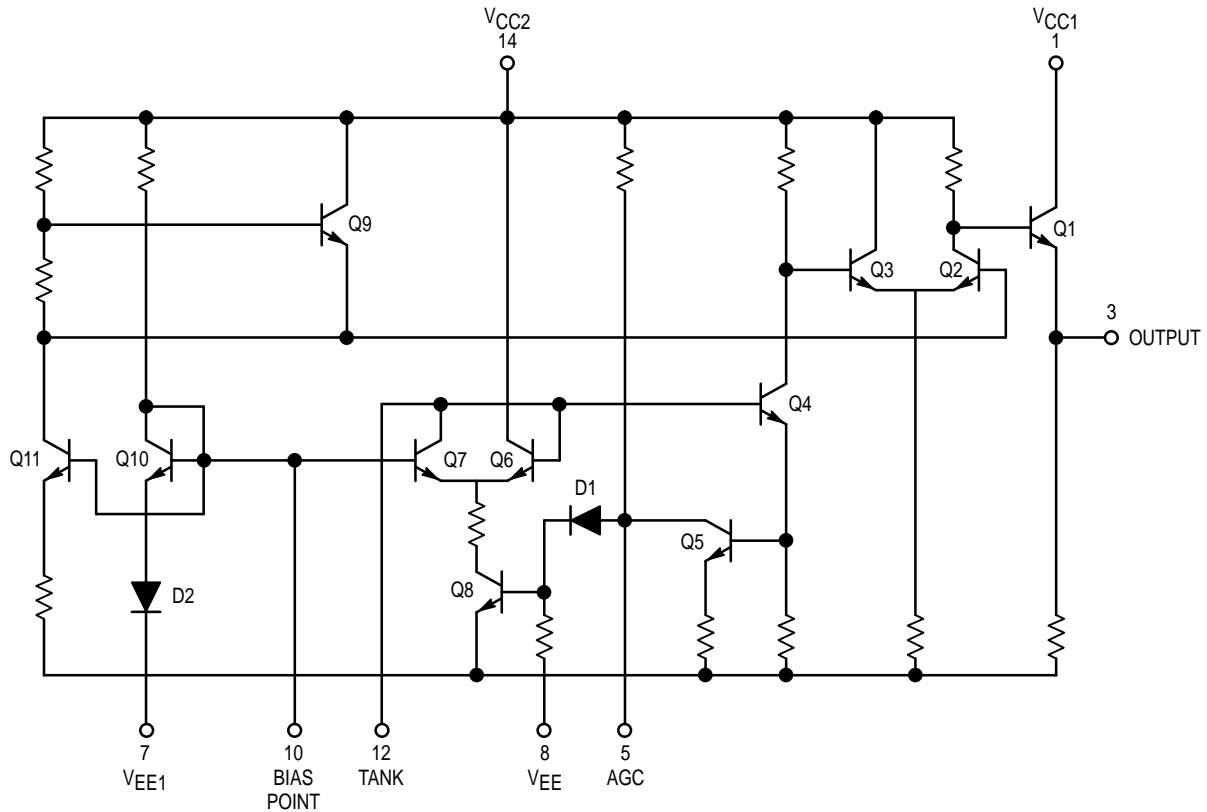 VCC2
14
VCC1
1
Q9
Q1
Q3
Q2
3
OUTPUT
Q4
Q11
Q10
Q7
Q6
D1
Q5
Q8
D2
7
VEE1
10
BIAS
POINT
12
TANK
8
VEE
5
AGC